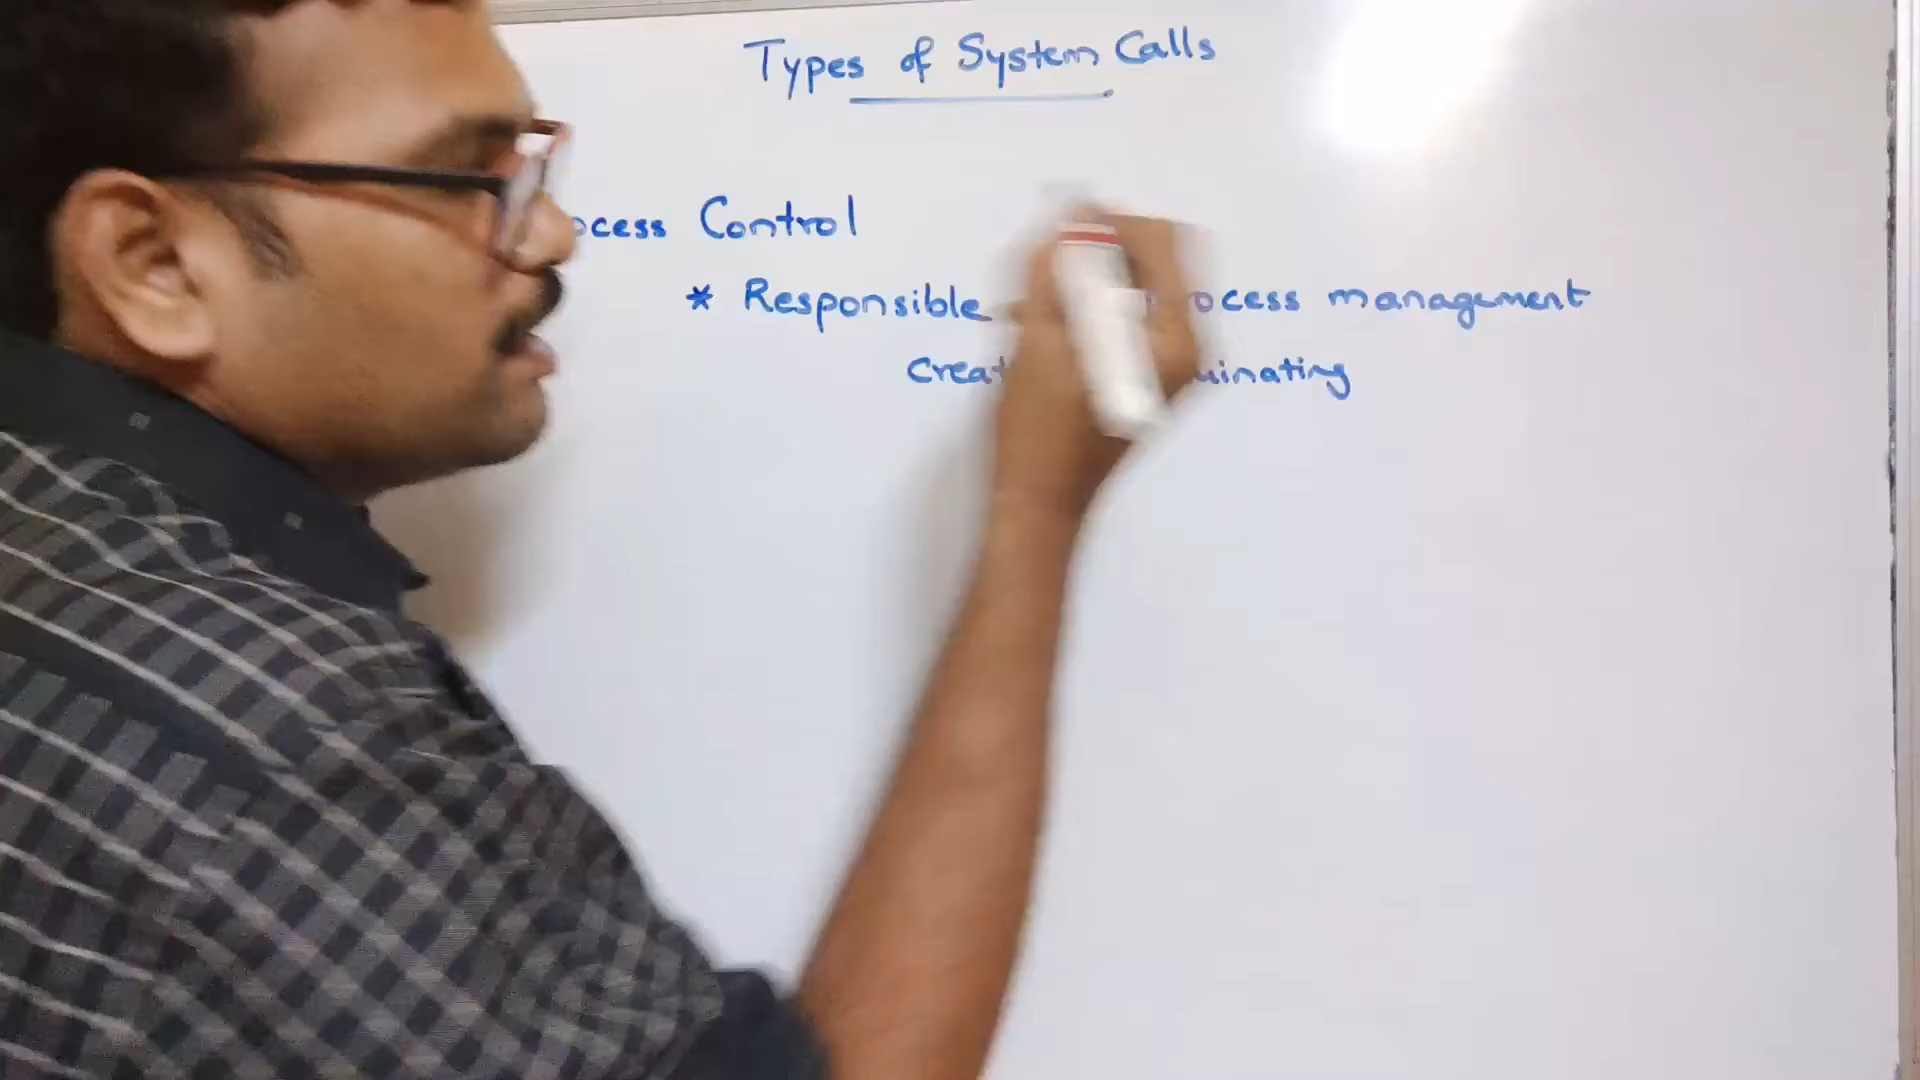 Types of System Calls
ocess Control
* Responsible ocess management
Creat inating